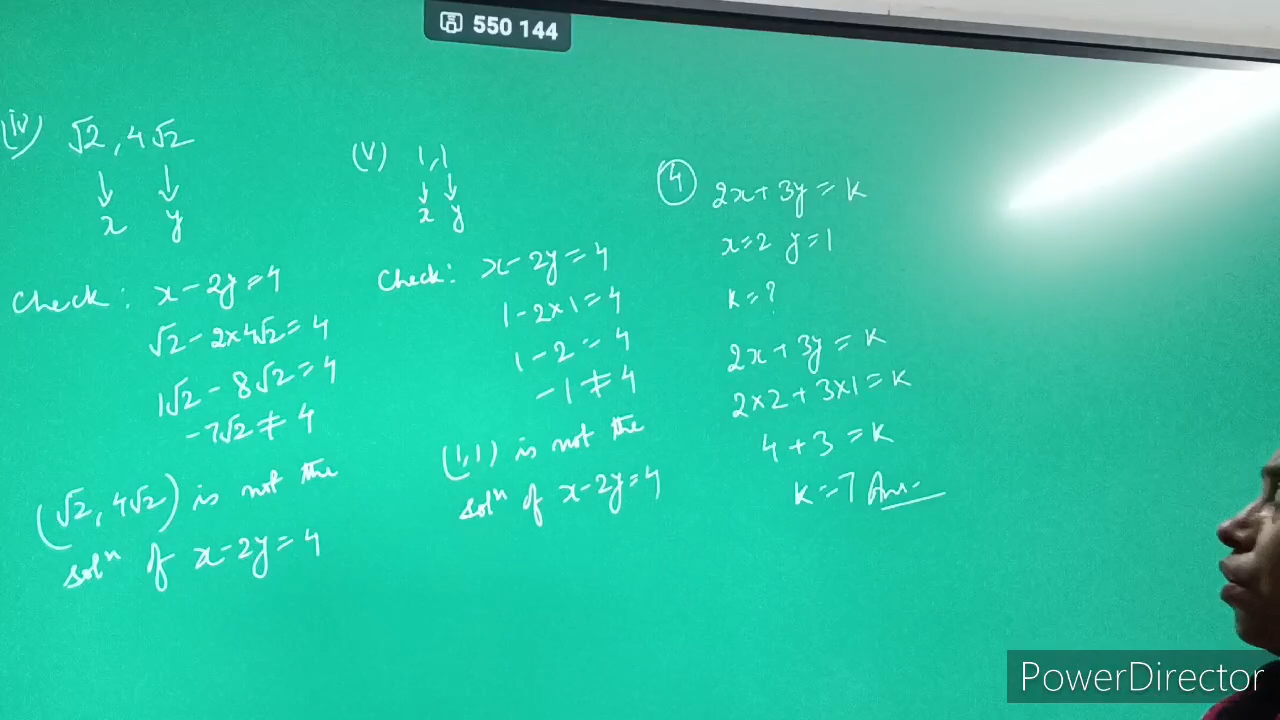 550 144
(iv) √2, 4√2
↓ ↓
x y
Check: x-2y=4
√2-2×4√2=4
1√2-8√2=4
-7√2≠4
(√2, 4√2) is not the
solⁿ of x-2y=4
(V) 1,1
↓ ↓
x y
Check: x-2y=4
1-2×1=4
1-2=4
-1≠4
(1,1) is not the
solⁿ of x-2y=4
④ 2x+3y=K
x=2 y=1
K=?
2x+3y=K
2×2+3×1=K
4+3=K
K=7 Ans.
PowerDirector